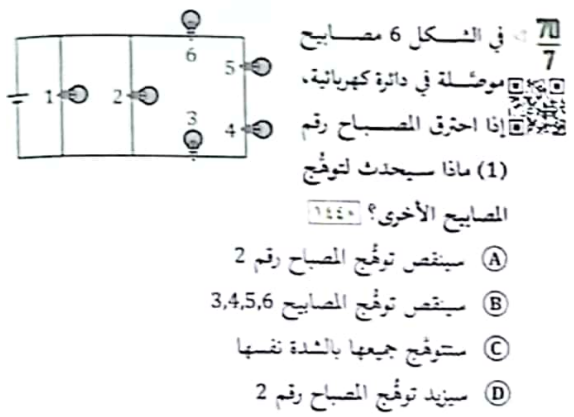 70
7
في الشكل 6 مصابيح
موصّلة في دائرة كهربائية،
إذا احترق المصباح رقم
(1) ماذا سيحدث لتوهُّج
المصابيح الأخرى؟ ١٤٤٠
6
5
1
2
3
4
A سينقص توهُّج المصباح رقم 2
B سينقص توهُّج المصابيح 3,4,5,6
C ستتوهَّج جميعها بالشدة نفسها
D سيزيد توهُّج المصباح رقم 2